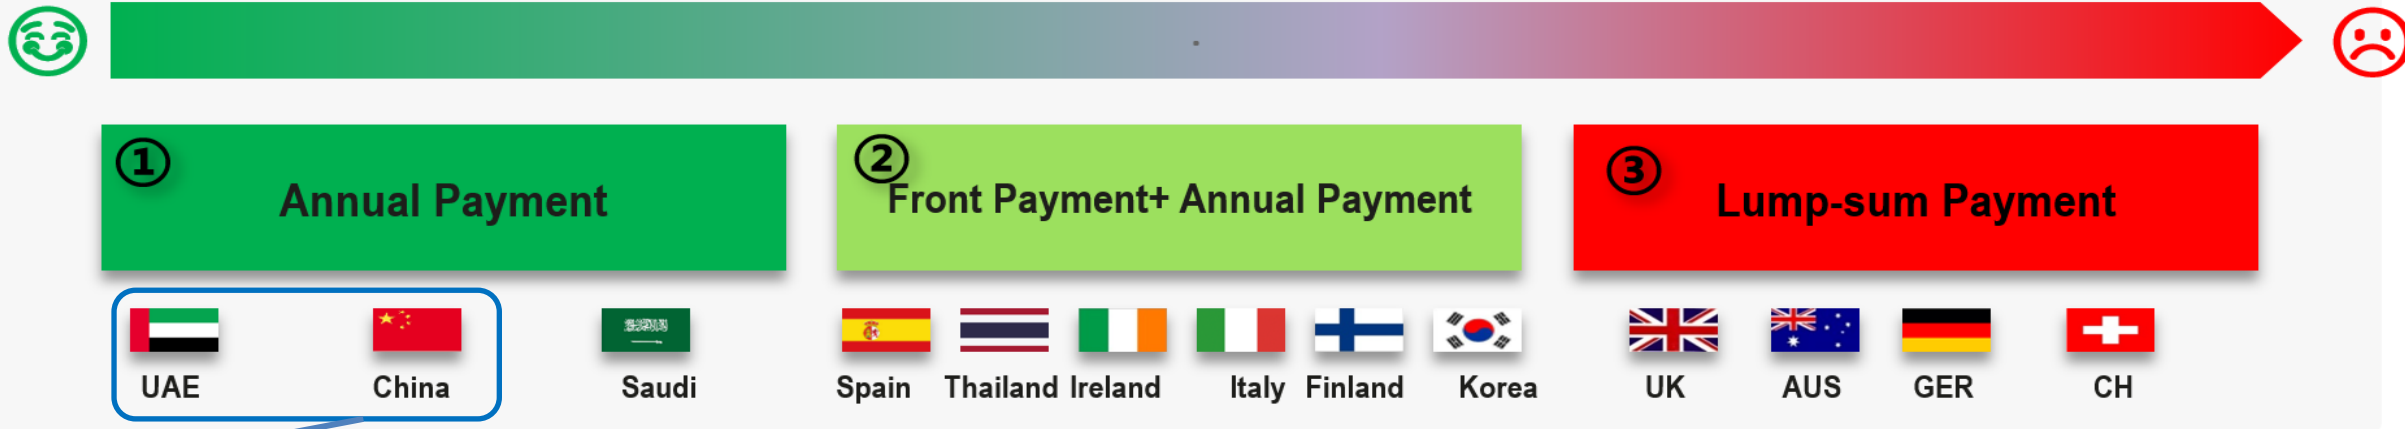 ① Annual Payment
② Front Payment+ Annual Payment
③ Lump-sum Payment
UAE China Saudi Spain Thailand Ireland Italy Finland Korea UK AUS GER CH